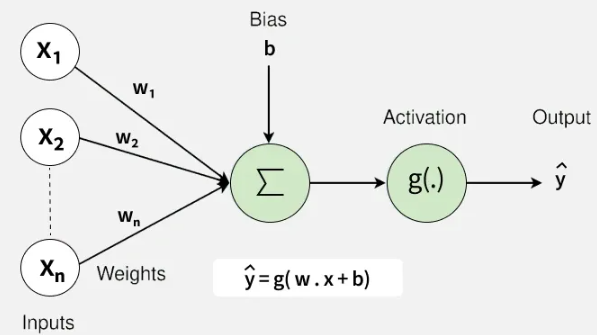 Bias
b
X1
w1
X2
w2
Activation
Output
Σ
g(.)
ŷ
wn
Xn
Weights
ŷ=g( w . x + b)
Inputs